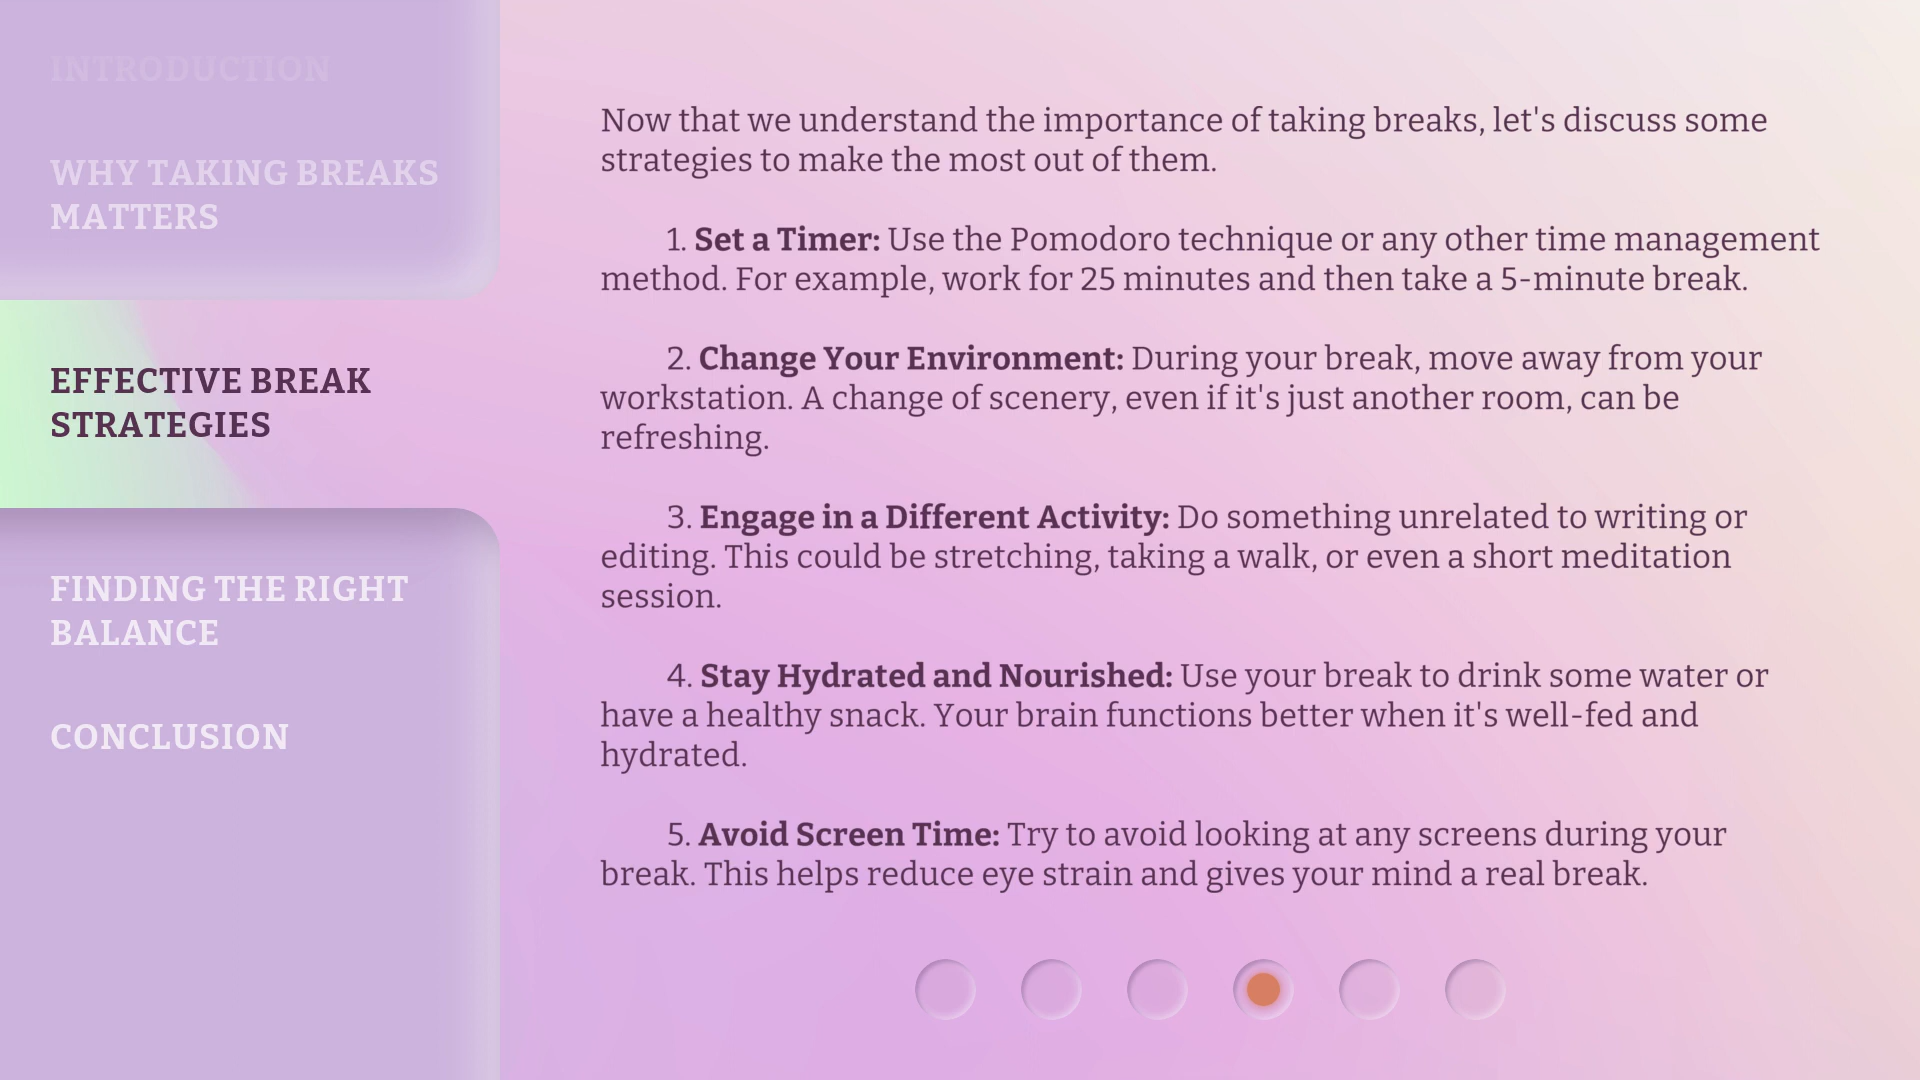 INTRODUCTION
WHY TAKING BREAKS
MATTERS
EFFECTIVE BREAK
STRATEGIES
FINDING THE RIGHT
BALANCE
CONCLUSION
Now that we understand the importance of taking breaks, let's discuss some
strategies to make the most out of them.
1. Set a Timer: Use the Pomodoro technique or any other time management
method. For example, work for 25 minutes and then take a 5-minute break.
2. Change Your Environment: During your break, move away from your
workstation. A change of scenery, even if it's just another room, can be
refreshing.
3. Engage in a Different Activity: Do something unrelated to writing or
editing. This could be stretching, taking a walk, or even a short meditation
session.
4. Stay Hydrated and Nourished: Use your break to drink some water or
have a healthy snack. Your brain functions better when it's well-fed and
hydrated.
5. Avoid Screen Time: Try to avoid looking at any screens during your
break. This helps reduce eye strain and gives your mind a real break.